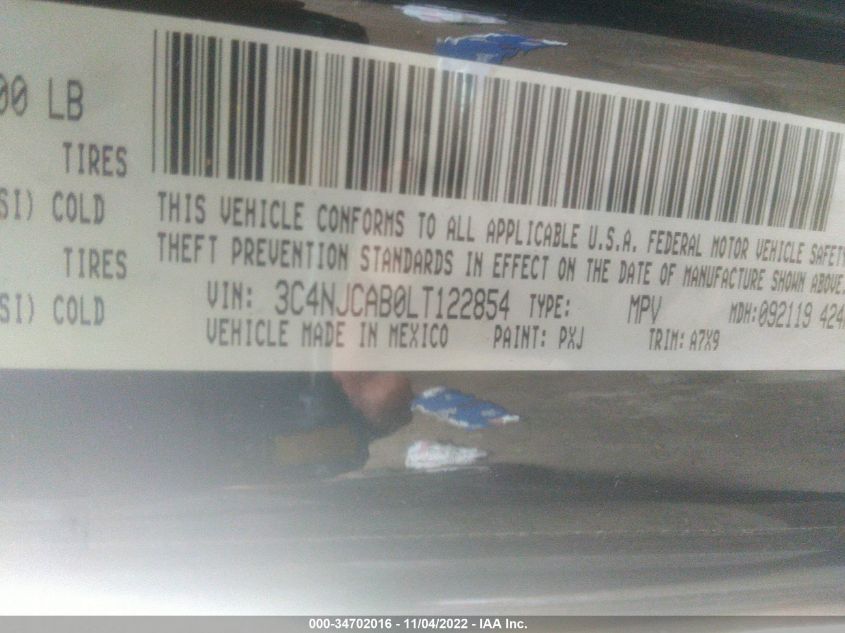 00 LB
TIRES
SI) COLD
TIRES
SI) COLD
THIS VEHICLE CONFORMS TO ALL APPLICABLE U.S.A. FEDERAL MOTOR VEHICLE SAFETY
THEFT PREVENTION STANDARDS IN EFFECT ON THE DATE OF MANUFACTURE SHOWN ABOVE.
VIN: 3C4NJCAB0LT122854 TYPE: MPV MDH:092119 424
VEHICLE MADE IN MEXICO PAINT: PXJ TRIM: A7X9
000-34702016 - 11/04/2022 - IAA Inc.